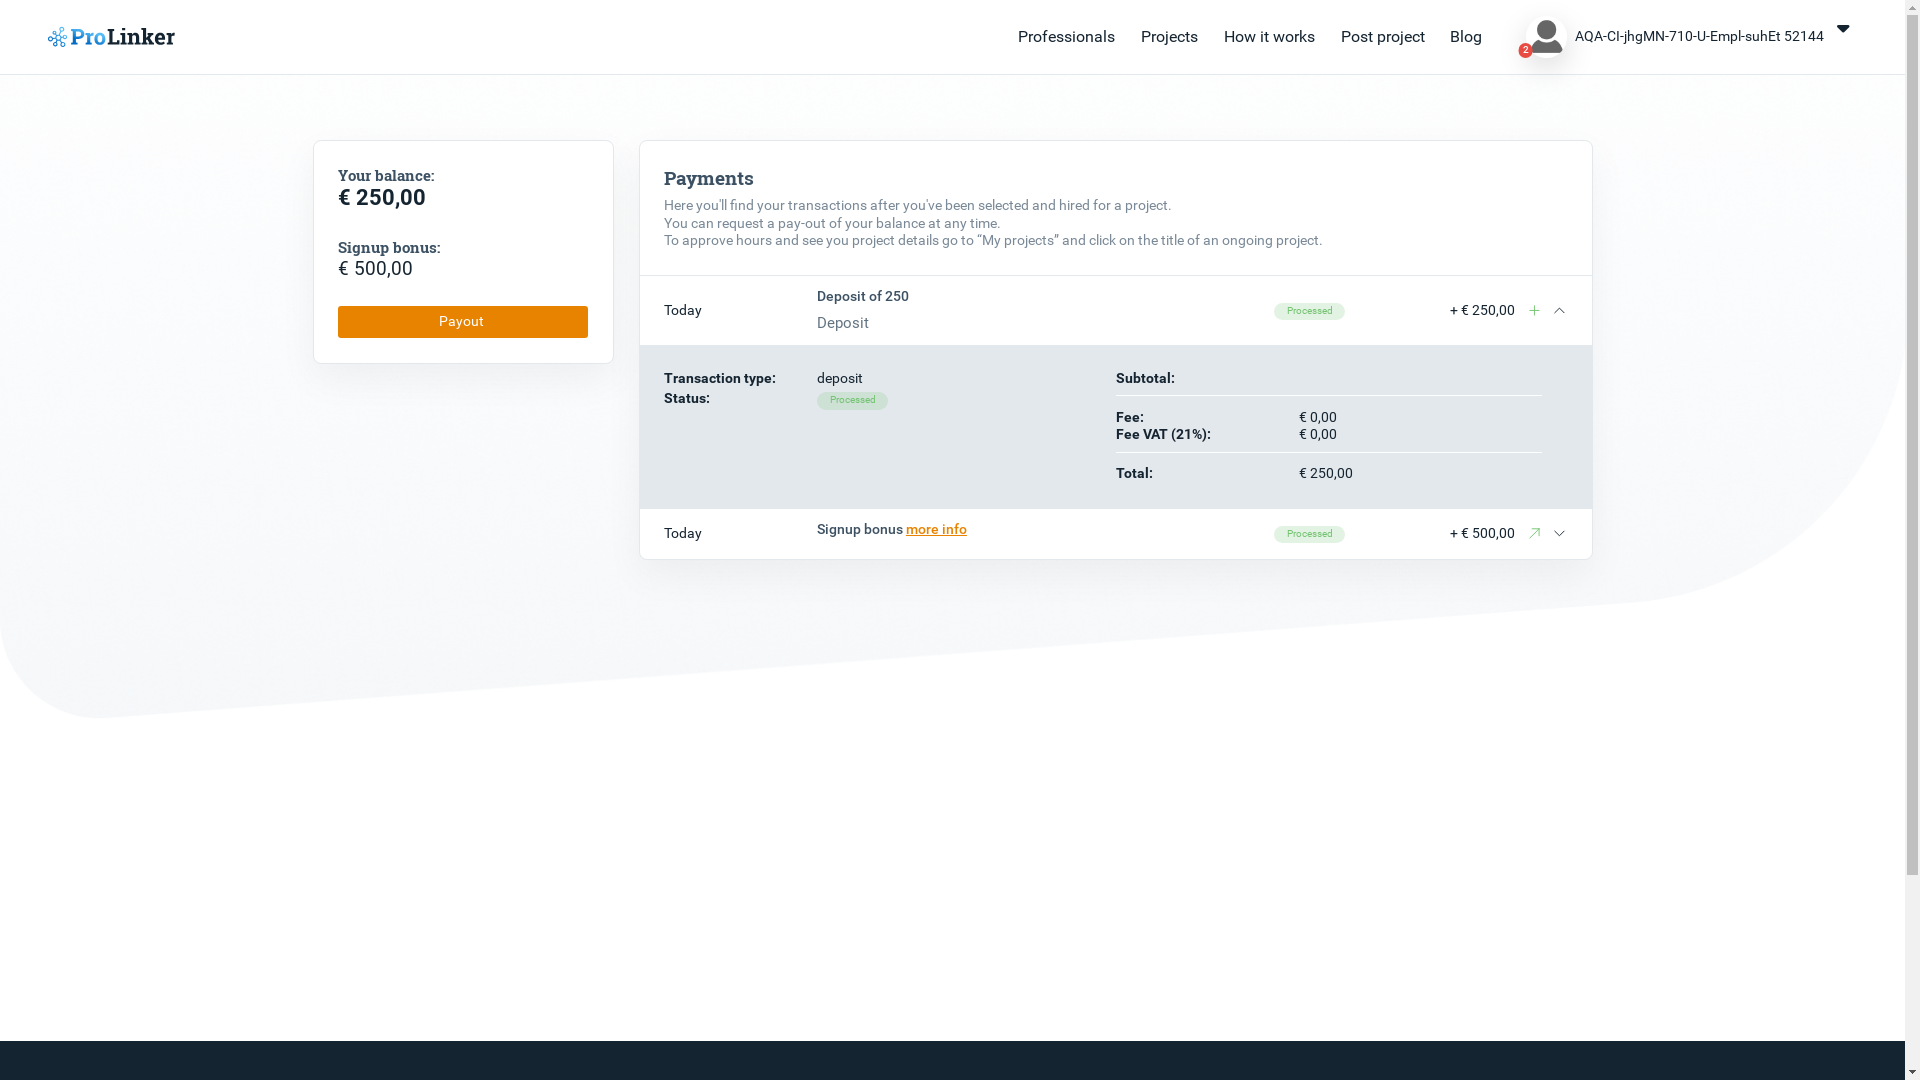 ProLinker
Professionals
Projects
How it works
Post project
Blog
2
AQA-CI-jhgMN-710-U-Empl-suhEt 52144
Your balance:
€ 250,00
Signup bonus:
€ 500,00
Payout
Payments
Here you'll find your transactions after you've been selected and hired for a project.
You can request a pay-out of your balance at any time.
To approve hours and see you project details go to “My projects” and click on the title of an ongoing project.
Today
Deposit of 250
Deposit
Processed
+ € 250,00
Transaction type: deposit
Status: Processed
Subtotal:
Fee: € 0,00
Fee VAT (21%): € 0,00
Total: € 250,00
Today
Signup bonus more info
Processed
+ € 500,00